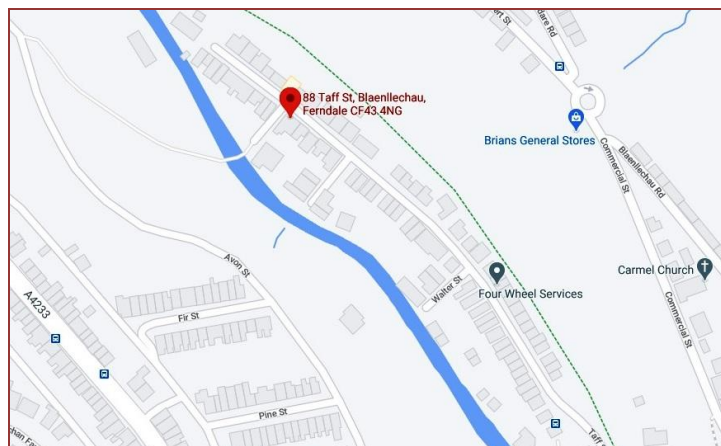 88 Taff St, Blaenllechau,
Ferndale CF43.4NG
Brians General Stores
Commercial St
Blaenllechau Rd
Carmel Church
Commercial St
Four Wheel Services
Walter St
Avon St
Fir St
A4233
Pine St